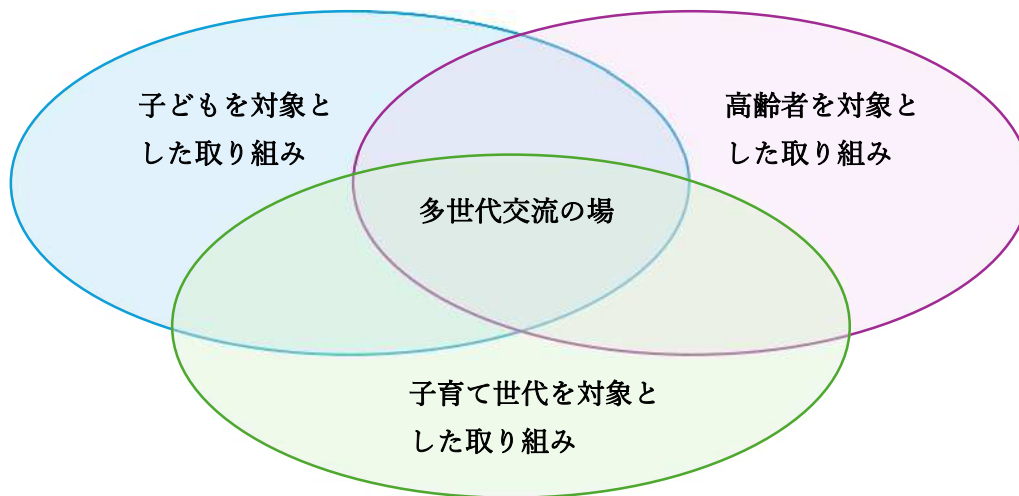 子どもを対象と
した取り組み
高齢者を対象と
した取り組み
多世代交流の場
子育て世代を対象と
した取り組み